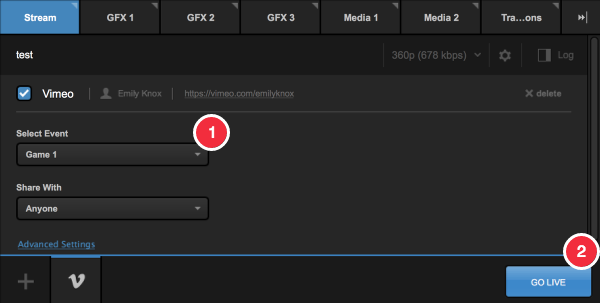 Stream GFX 1 GFX 2 GFX 3 Media 1 Media 2 Tra...ons
test 360p (678 kbps) Log
Vimeo Emily Knox https://vimeo.com/emilyknox delete
1
Select Event
Game 1
Share With
Anyone
Advanced Settings
2
GO LIVE